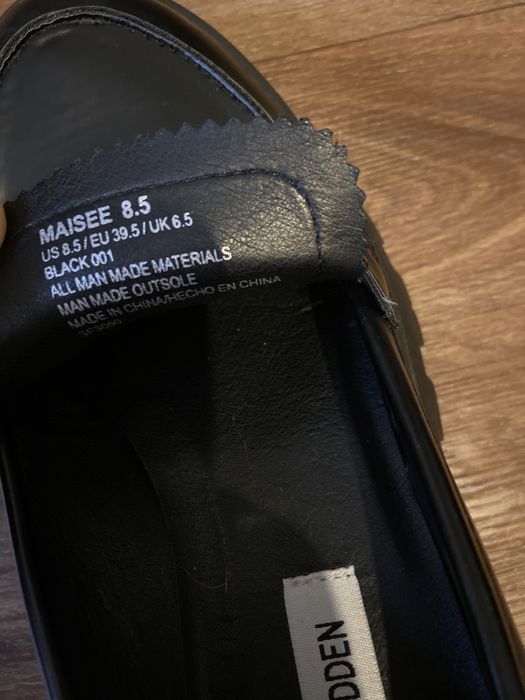 MAISEE 8.5
US 8.5/EU 39.5/UK 6.5
BLACK 001
ALL MAN MADE MATERIALS
MAN MADE OUTSOLE
MADE IN CHINA/HECHO EN CHINA
DDEN